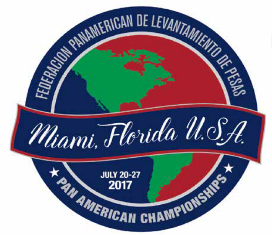 FEDERACION PANAMERICAN DE LEVANTAMIENTO DE PESAS
Miami, Florida U.S.A.
JULY 20-27
2017
PAN AMERICAN CHAMPIONSHIPS